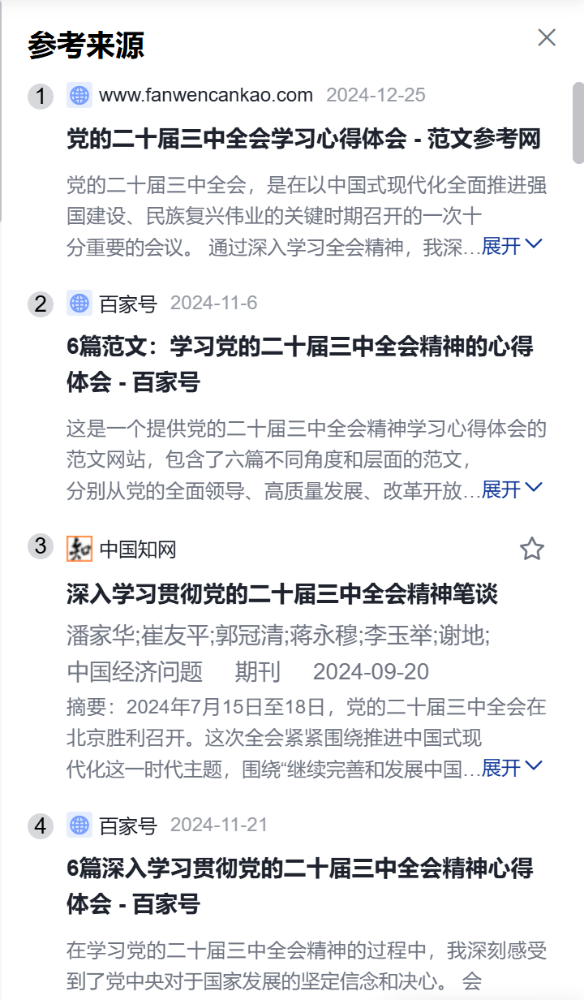 参考来源
1 www.fanwencankao.com 2024-12-25
党的二十届三中全会学习心得体会 - 范文参考网
党的二十届三中全会，是在以中国式现代化全面推进强
国建设、民族复兴伟业的关键时期召开的一次十
分重要的会议。 通过深入学习全会精神，我深...展开
2 百家号 2024-11-6
6篇范文：学习党的二十届三中全会精神的心得
体会 - 百家号
这是一个提供党的二十届三中全会精神学习心得体会的
范文网站，包含了六篇不同角度和层面的范文，
分别从党的全面领导、高质量发展、改革开放...展开
3 知 中国知网
深入学习贯彻党的二十届三中全会精神笔谈
潘家华;崔友平;郭冠清;蒋永穆;李玉举;谢地;
中国经济问题 期刊 2024-09-20
摘要：2024年7月15日至18日，党的二十届三中全会在
北京胜利召开。这次全会紧紧围绕推进中国式现
代化这一时代主题，围绕“继续完善和发展中国...展开
4 百家号 2024-11-21
6篇深入学习贯彻党的二十届三中全会精神心得
体会 - 百家号
在学习党的二十届三中全会精神的过程中，我深刻感受
到了党中央对于国家发展的坚定信念和决心。 会